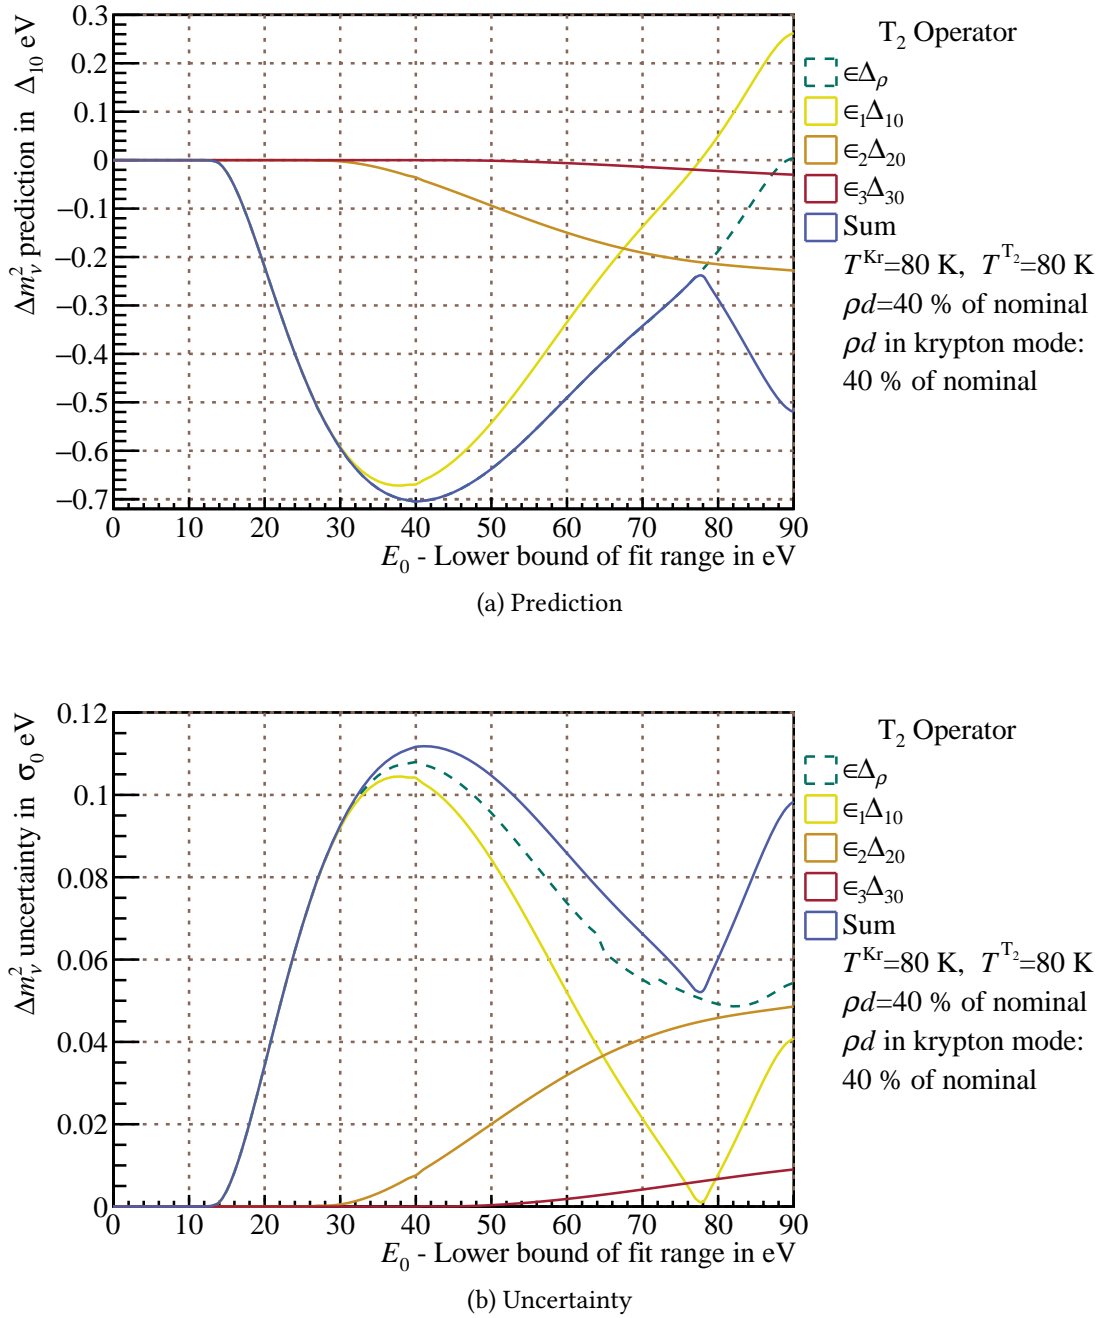 Δm²ᵥ prediction in Δ₁₀ eV
0.3
0.2
0.1
0
−0.1
−0.2
−0.3
−0.4
−0.5
−0.6
−0.7
0 10 20 30 40 50 60 70 80 90
E₀ - Lower bound of fit range in eV
T₂ Operator
∈Δᵨ
∈₁Δ₁₀
∈₂Δ₂₀
∈₃Δ₃₀
Sum
T^Kr=80 K, T^T₂=80 K
ρd=40 % of nominal
ρd in krypton mode:
40 % of nominal
(a) Prediction
Δm²ᵥ uncertainty in σ₀ eV
0.12
0.1
0.08
0.06
0.04
0.02
0
0 10 20 30 40 50 60 70 80 90
E₀ - Lower bound of fit range in eV
T₂ Operator
∈Δᵨ
∈₁Δ₁₀
∈₂Δ₂₀
∈₃Δ₃₀
Sum
T^Kr=80 K, T^T₂=80 K
ρd=40 % of nominal
ρd in krypton mode:
40 % of nominal
(b) Uncertainty